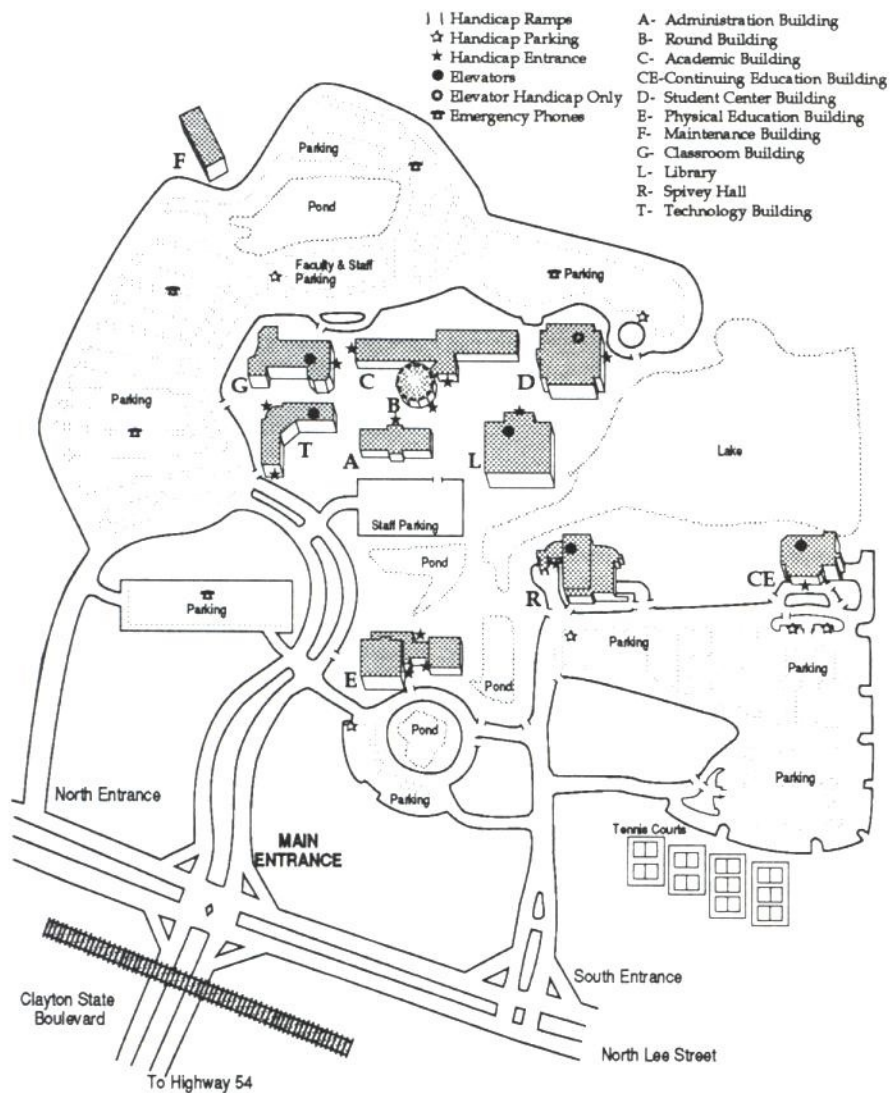 Handicap Ramps
Handicap Parking
Handicap Entrance
Elevators
Elevator Handicap Only
Emergency Phones
A- Administration Building
B- Round Building
C- Academic Building
CE-Continuing Education Building
D- Student Center Building
E- Physical Education Building
F- Maintenance Building
G- Classroom Building
L- Library
R- Spivey Hall
T- Technology Building
F
Parking
Pond
Faculty & Staff
Parking
Parking
G
C
B
D
Parking
T
A
L
Lake
Staff Parking
Pond
R
CE
Parking
Parking
Parking
E
Pond
Pond
Parking
Parking
North Entrance
MAIN
ENTRANCE
Tennis Courts
South Entrance
Clayton State
Boulevard
North Lee Street
To Highway 54